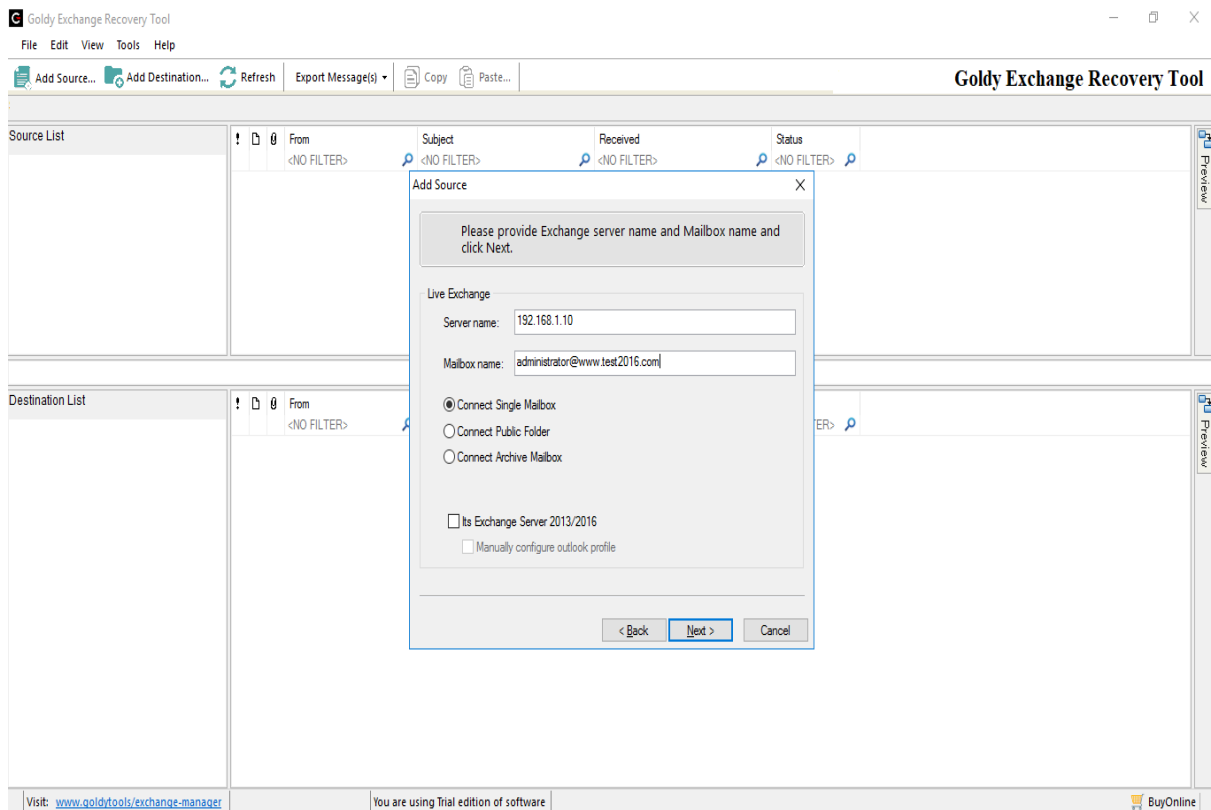 Goldy Exchange Recovery Tool
File Edit View Tools Help
Add Source... Add Destination... Refresh Export Message(s) Copy Paste...
Goldy Exchange Recovery Tool
Source List
! From Subject Received Status
<NO FILTER> <NO FILTER> <NO FILTER> <NO FILTER>
Preview
Add Source X
Please provide Exchange server name and Mailbox name and
click Next.
Live Exchange
Server name: 192.168.1.10
Mailbox name: administrator@www.test2016.com
Connect Single Mailbox
Connect Public Folder
Connect Archive Mailbox
Its Exchange Server 2013/2016
Manually configure outlook profile
< Back Next > Cancel
Destination List
! From
<NO FILTER> ER>
Preview
Visit: www.goldytools/exchange-manager You are using Trial edition of software BuyOnline